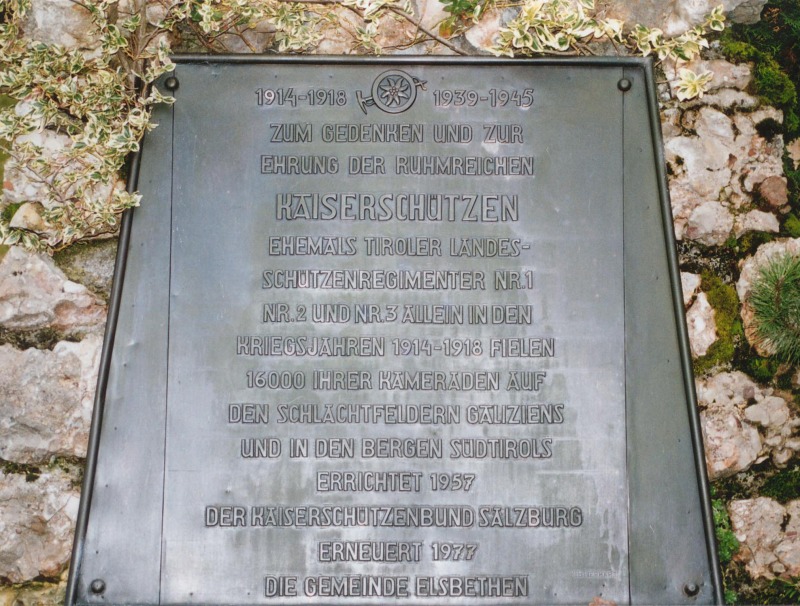 1914-1918 1939-1945
ZUM GEDENKEN UND ZUR
EHRUNG DER RUHMREICHEN
KAISERSCHÜTZEN
EHEMALS TIROLER LANDES-
SCHÜTZENREGIMENTER NR.1
NR.2 UND NR.3 ALLEIN IN DEN
KRIEGSJAHREN 1914-1918 FIELEN
16000 IHRER KAMERADEN AUF
DEN SCHLACHTFELDERN GALIZIENS
UND IN DEN BERGEN SÜDTIROLS
ERRICHTET 1957
DER KAISERSCHÜTZENBUND SALZBURG
ERNEUERT 1977
DIE GEMEINDE ELSBETHEN